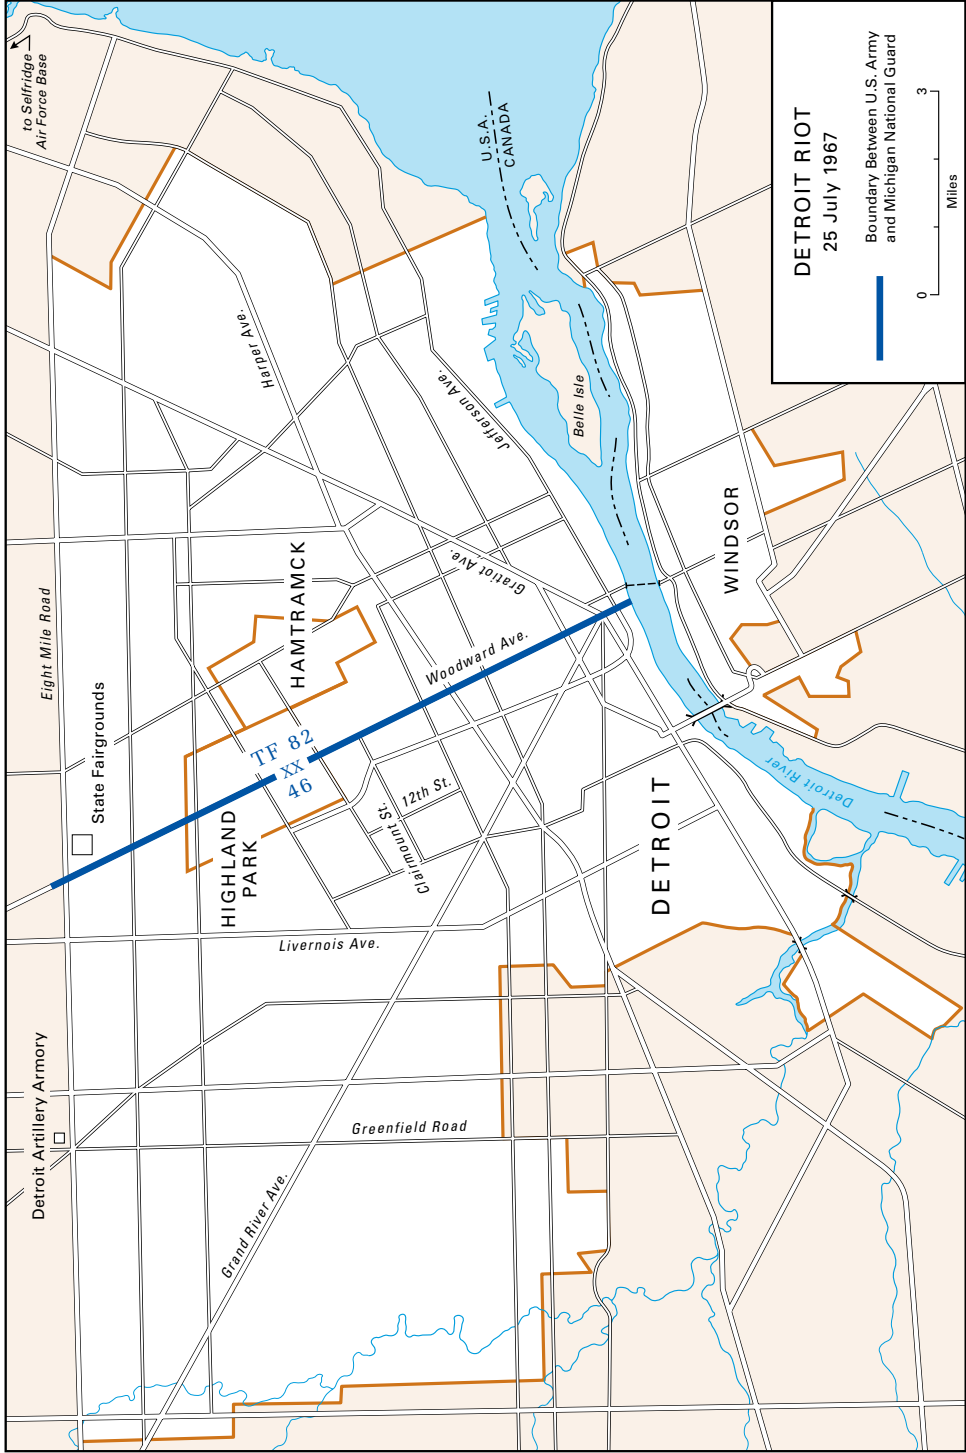 to Selfridge
Air Force Base
U.S.A.
CANADA
DETROIT RIOT
25 July 1967
Boundary Between U.S. Army
and Michigan National Guard
0
3
Miles
Harper Ave.
Jefferson Ave.
Belle Isle
Eight Mile Road
HAMTRAMCK
Gratiot Ave.
WINDSOR
Woodward Ave.
State Fairgrounds
TF 82
XX
46
HIGHLAND
PARK
12th St.
Clairmount St.
DETROIT
Detroit River
Livernois Ave.
Detroit Artillery Armory
Greenfield Road
Grand River Ave.